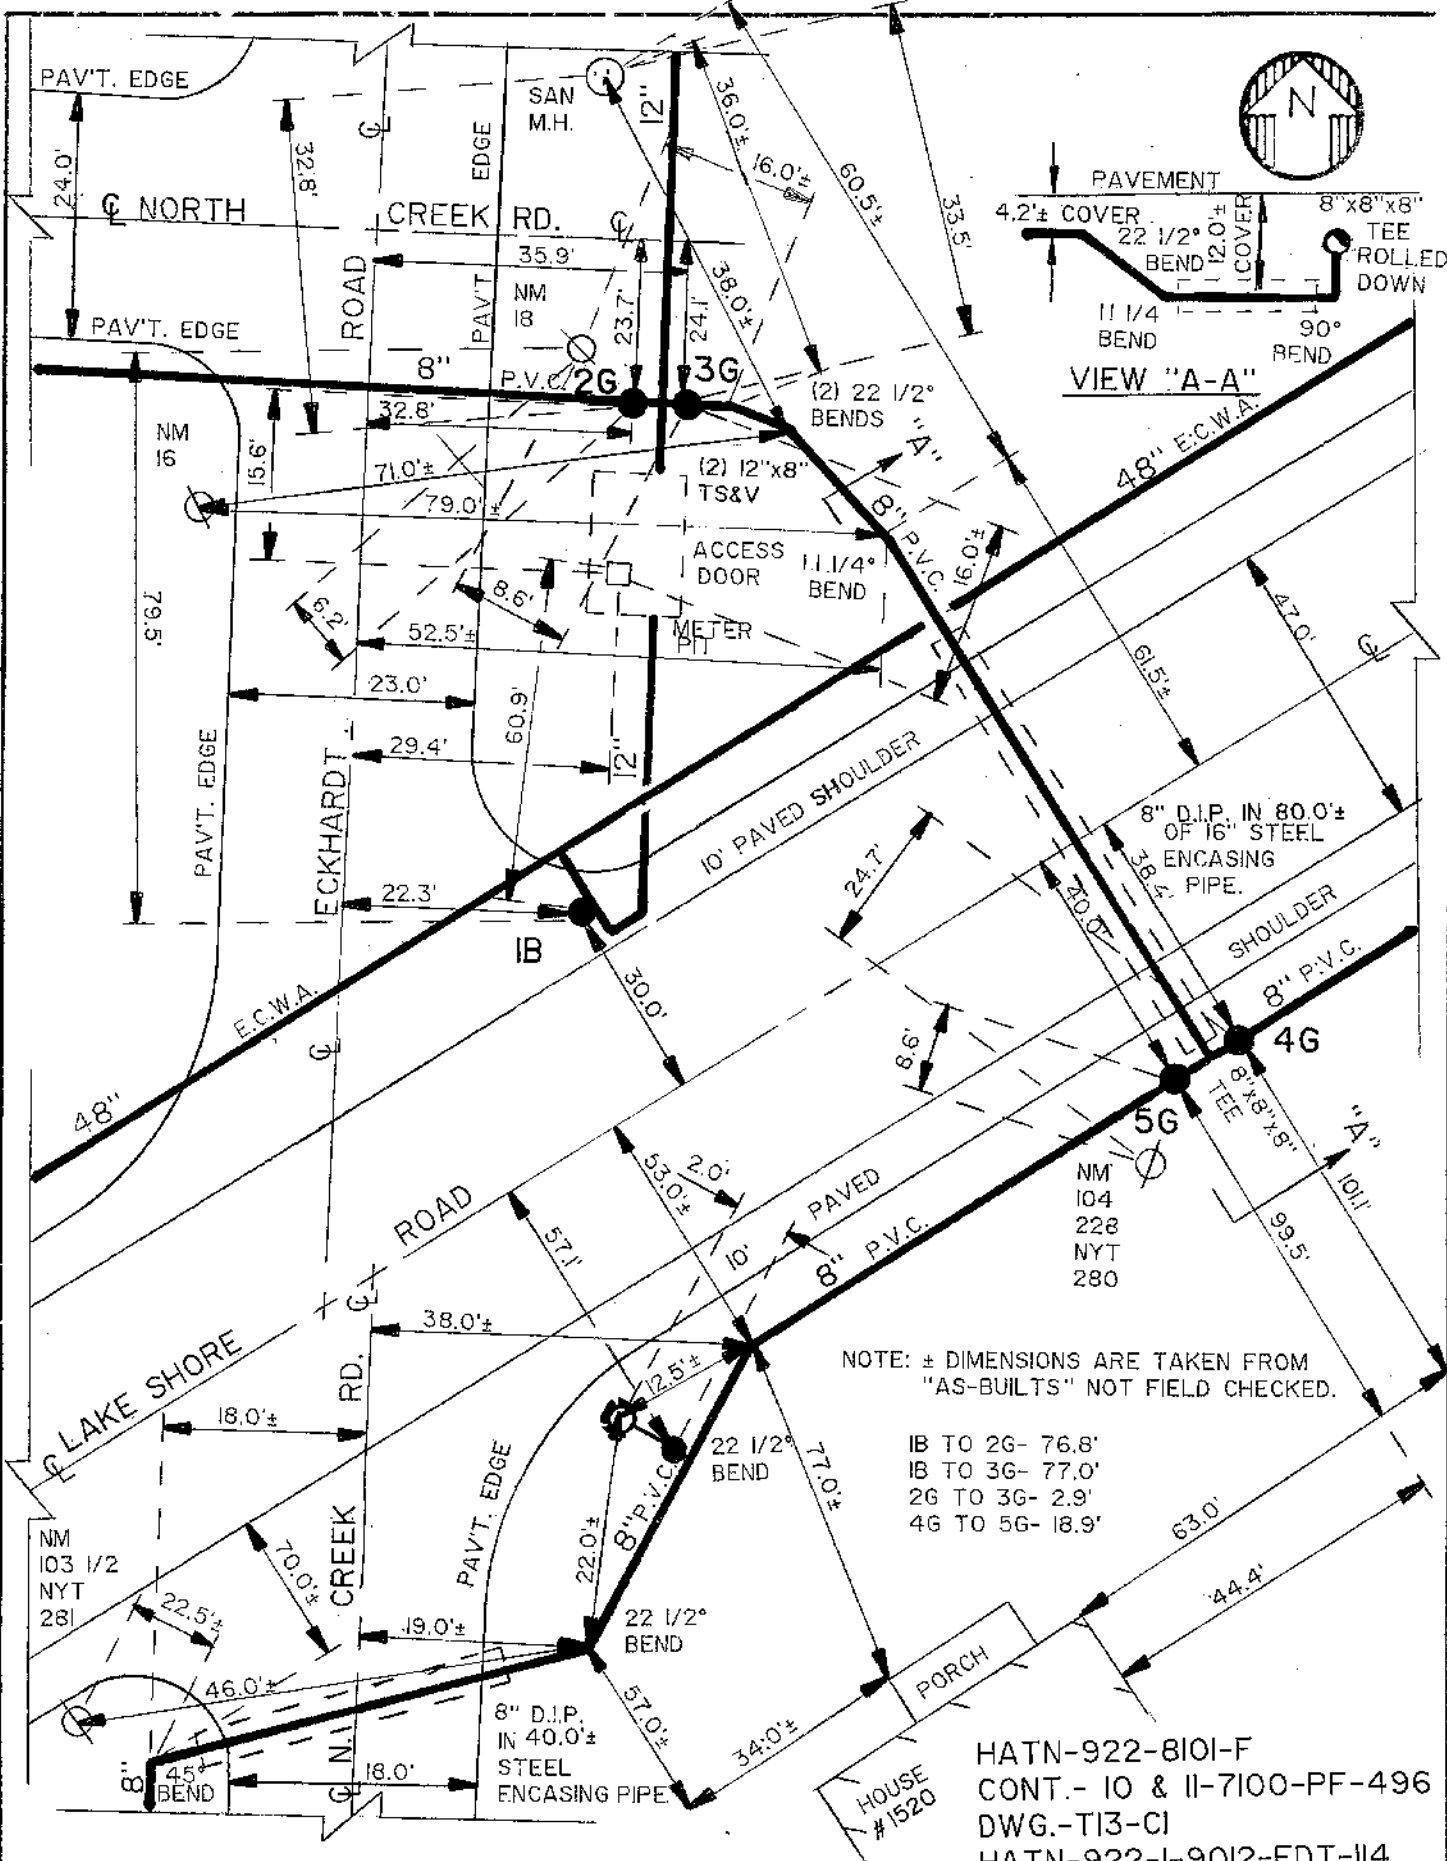 PAV'T. EDGE
SAN
M.H.
12"
36.0'±
60.5'±
33.5'
N
24.0'
32.8'
℄
EDGE
16.0'±
PAVEMENT
4.2'± COVER
22 1/2°
BEND
12.0'±
COVER
8"x8"x8"
TEE
ROLLED
DOWN
11 1/4
BEND
90°
BEND
VIEW "A-A"
℄ NORTH
CREEK RD.
℄
35.9'
NM
18
ROAD
PAV'T
23.7'
24.1'
38.0'±
PAV'T. EDGE
8"
P.V.C.
2G
3G
(2) 22 1/2°
BENDS
32.8'
NM
16
15.6'
71.0'±
79.0'±
(2) 12"x8"
TS&V
"A"
8" P.V.C.
48" E.C.W.A.
ACCESS
DOOR
11 1/4°
BEND
16.0'±
79.5'
6.2'
8.6'
52.5'±
METER
PIT
47.0'
℄
61.5'±
23.0'
60.9'
29.4'
12"
PAV'T. EDGE
ECKHARDT
10' PAVED SHOULDER
8" D.I.P. IN 80.0'±
OF 16" STEEL
ENCASING
PIPE.
24.7'
38.4'
40.0'
22.3'
1B
SHOULDER
8" P.V.C.
E.C.W.A.
30.0'
℄
8.6'
4G
48"
5G
8"x8"x8"
TEE
"A"
53.0'±
2.0'
NM
104
228
NYT
280
PAVED
101.1'
ROAD
57.1'
10'
8" P.V.C.
99.5'
℄
38.0'±
NOTE: ± DIMENSIONS ARE TAKEN FROM
"AS-BUILTS" NOT FIELD CHECKED.
℄ LAKE SHORE
RD.
12.5'±
18.0'±
22 1/2°
BEND
77.0'±
1B TO 2G- 76.8'
1B TO 3G- 77.0'
2G TO 3G- 2.9'
4G TO 5G- 18.9'
PAV'T. EDGE
8" P.V.C.
NM
103 1/2
NYT
281
70.0'±
CREEK
22.0'±
63.0'
44.4'
22.5'±
19.0'±
22 1/2°
BEND
PORCH
46.0'±
8" D.I.P.
IN 40.0'±
STEEL
ENCASING PIPE.
57.0'±
34.0'±
8"
45°
BEND
℄ N.
18.0'
HOUSE
#1520
HATN-922-8101-F
CONT.- 10 & 11-7100-PF-496
DWG.-T13-C1
HATN-922-1-9012-EDT-114